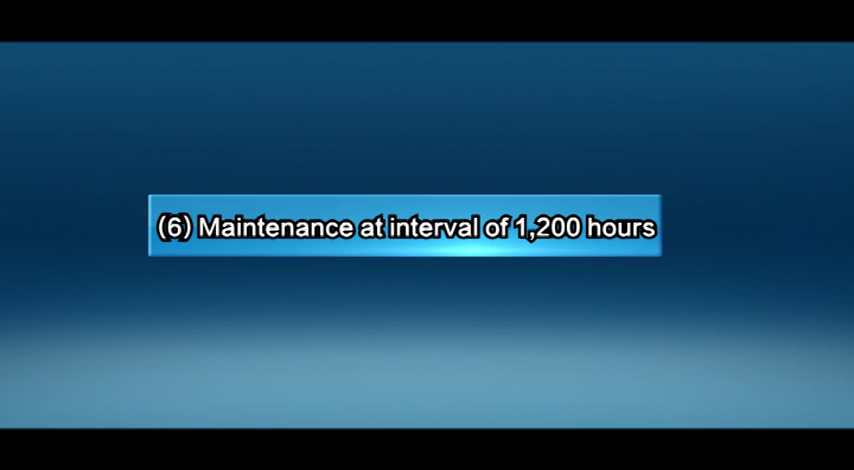 (6) Maintenance at interval of 1,200 hours